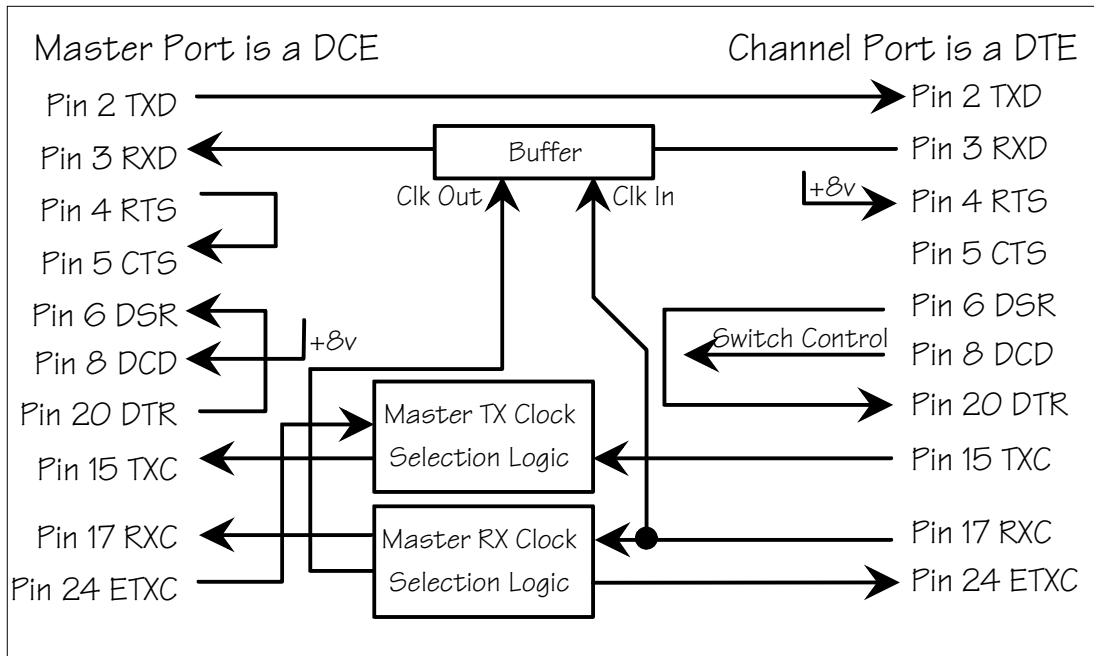 Master Port is a DCE
Channel Port is a DTE
Pin 2 TXD
Pin 2 TXD
Pin 3 RXD
Buffer
Pin 3 RXD
Clk Out
Clk In
+8v
Pin 4 RTS
Pin 4 RTS
Pin 5 CTS
Pin 5 CTS
Pin 6 DSR
Pin 6 DSR
+8v
Switch Control
Pin 8 DCD
Pin 8 DCD
Pin 20 DTR
Master TX Clock
Pin 20 DTR
Pin 15 TXC
Selection Logic
Pin 15 TXC
Pin 17 RXC
Master RX Clock
Pin 17 RXC
Pin 24 ETXC
Selection Logic
Pin 24 ETXC